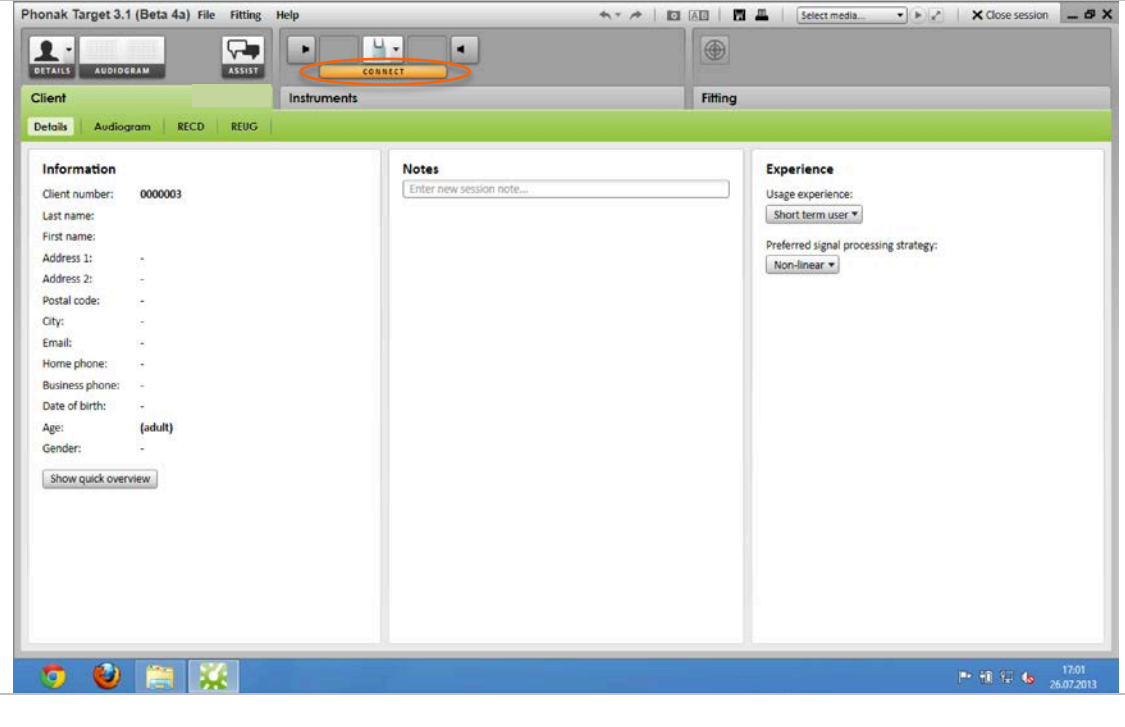 Phonak Target 3.1 (Beta 4a) File Fitting Help
AB
Select media...
Close session
DETAILS
AUDIOGRAM
ASSIST
CONNECT
Client
Instruments
Fitting
Details
Audiogram
RECD
REUG
Information
Client number: 0000003
Last name:
First name:
Address 1: -
Address 2: -
Postal code: -
City: -
Email: -
Home phone: -
Business phone: -
Date of birth: -
Age: (adult)
Gender: -
Show quick overview
Notes
Enter new session note...
Experience
Usage experience:
Short term user
Preferred signal processing strategy:
Non-linear
17:01
26.07.2013